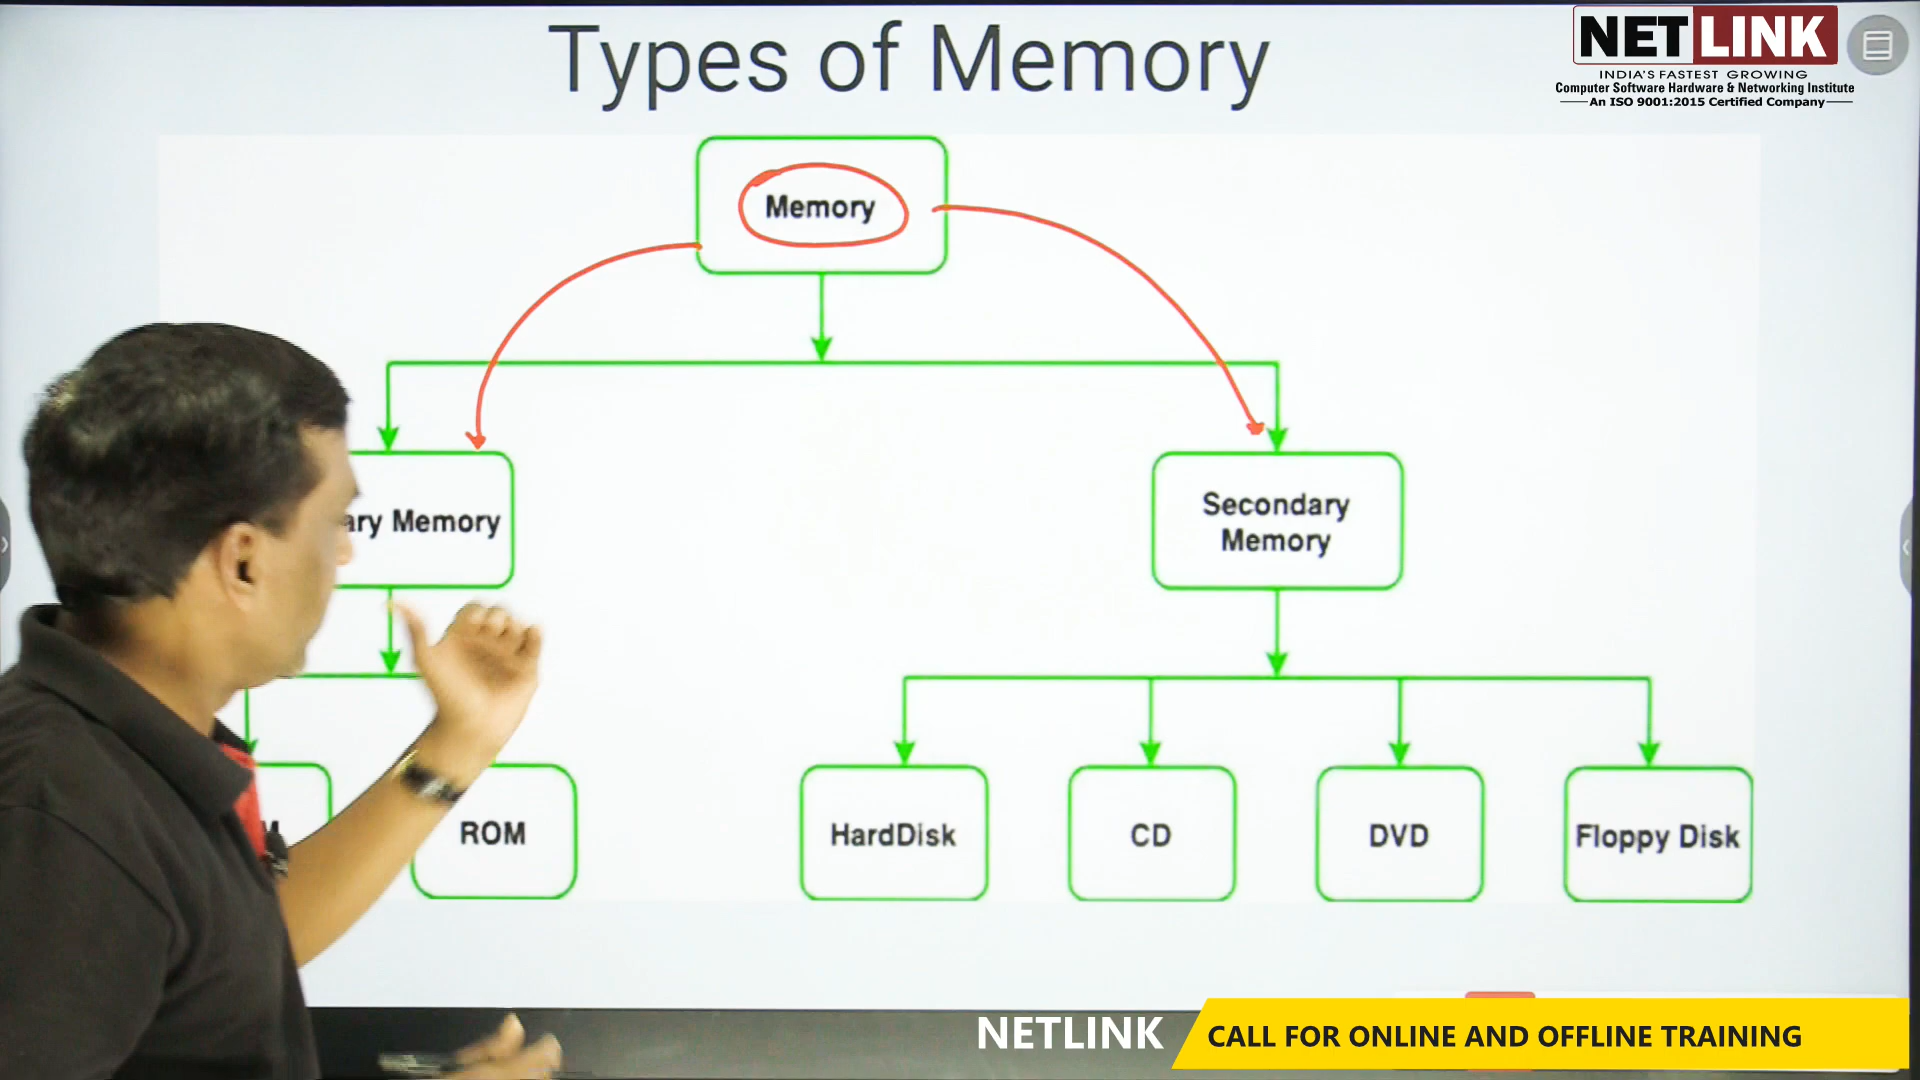 Types of Memory
NETLINK
INDIA'S FASTEST GROWING
Computer Software Hardware & Networking Institute
An ISO 9001:2015 Certified Company
Memory
Memory
Secondary
Memory
ROM
HardDisk
CD
DVD
Floppy Disk
NETLINK
CALL FOR ONLINE AND OFFLINE TRAINING